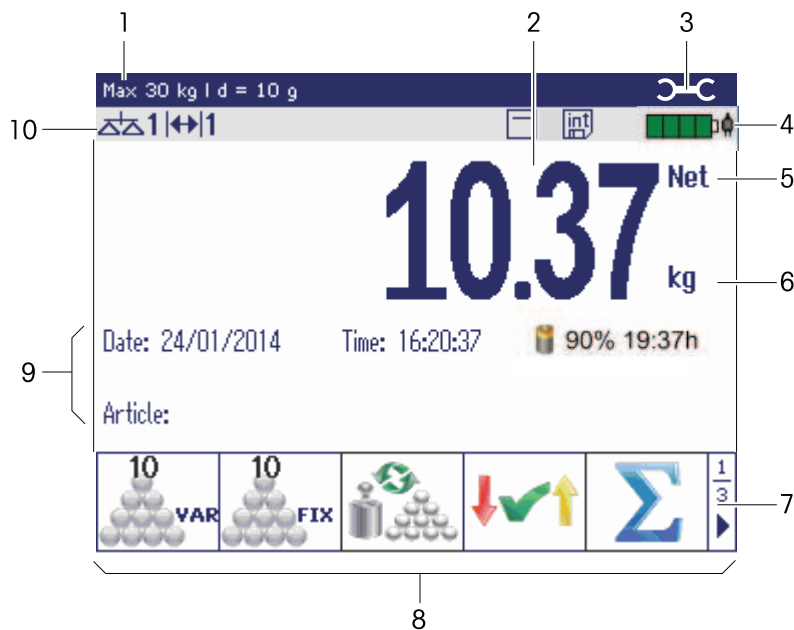 1 2 3
Max 30 kg | d = 10 g
10 1 1 int 4
10.37 Net 5
kg 6
Date: 24/01/2014 Time: 16:20:37 90% 19:37h
9
Article:
10 VAR 10 FIX Σ 1/3 7
8